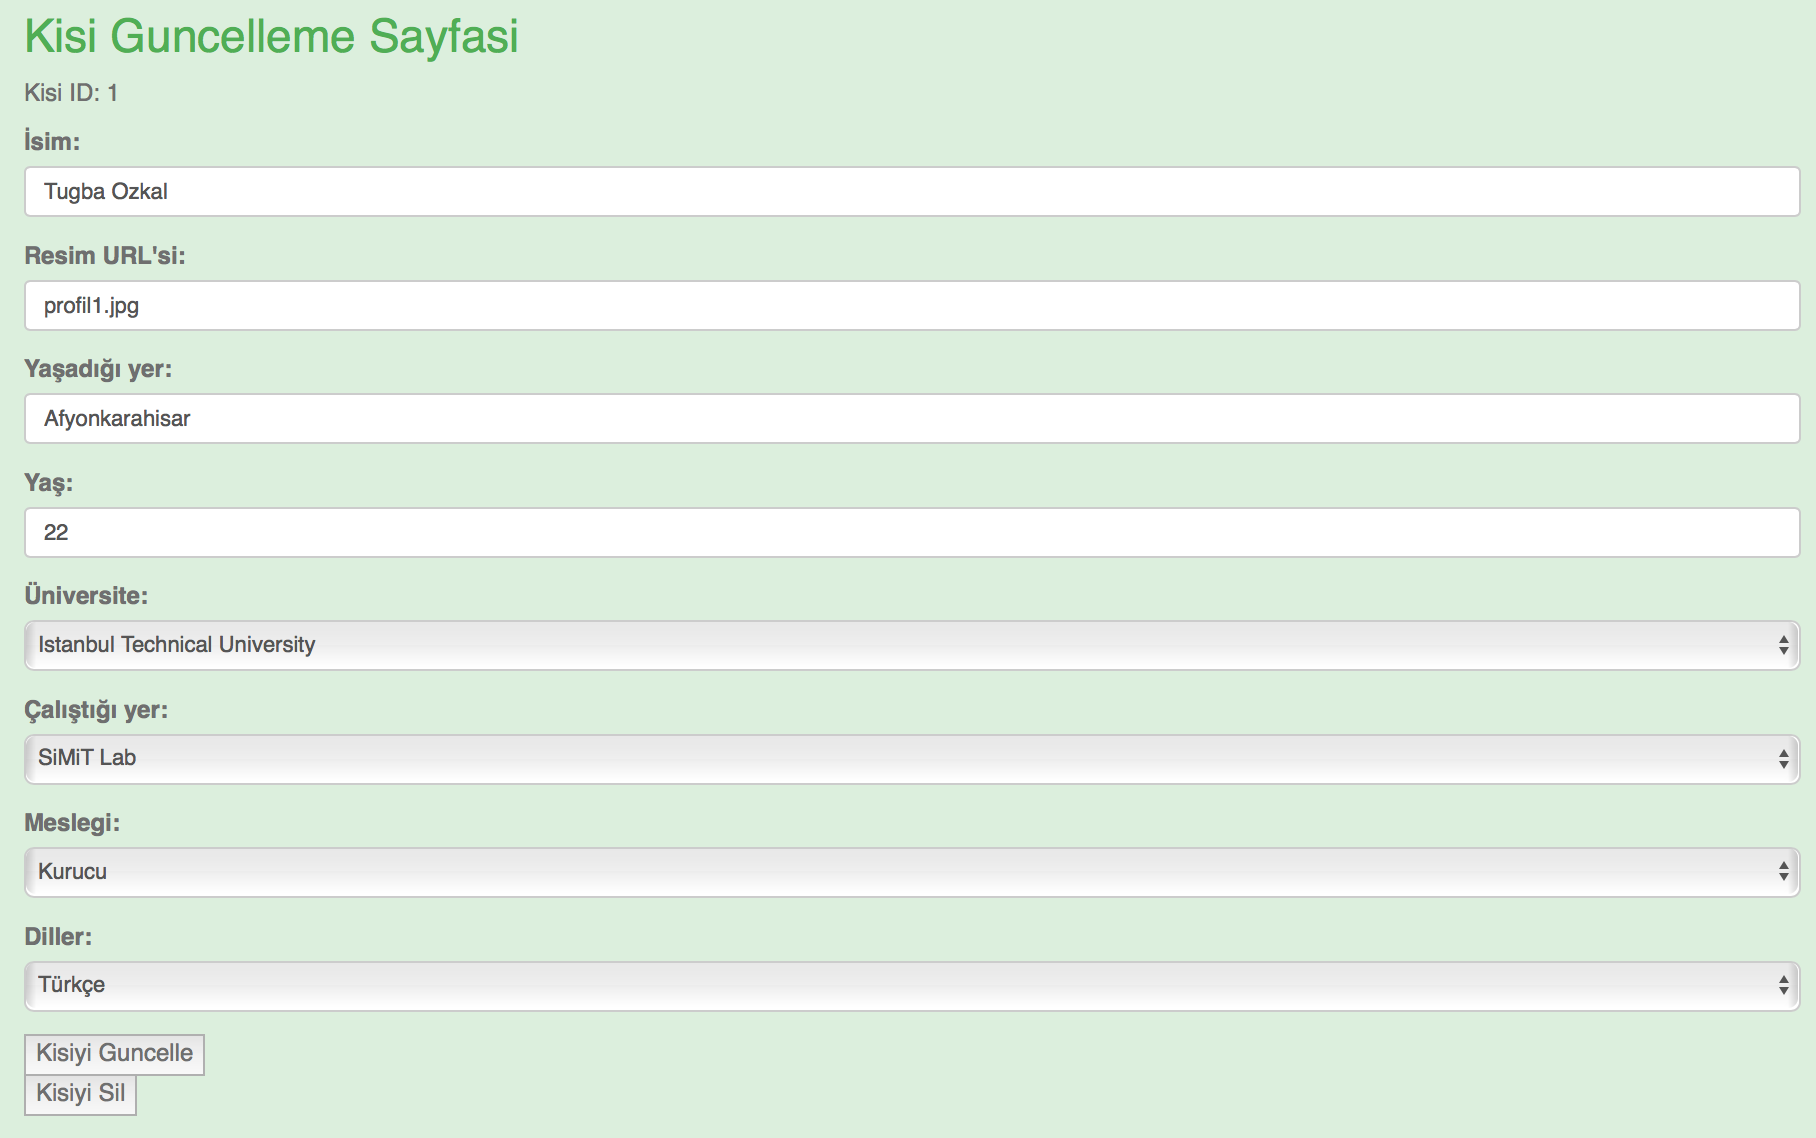 Kisi Guncelleme Sayfasi
Kisi ID: 1
İsim:
Tugba Ozkal
Resim URL'si:
profil1.jpg
Yaşadığı yer:
Afyonkarahisar
Yaş:
22
Üniversite:
Istanbul Technical University
Çalıştığı yer:
SiMiT Lab
Meslegi:
Kurucu
Diller:
Türkçe
Kisiyi Guncelle
Kisiyi Sil